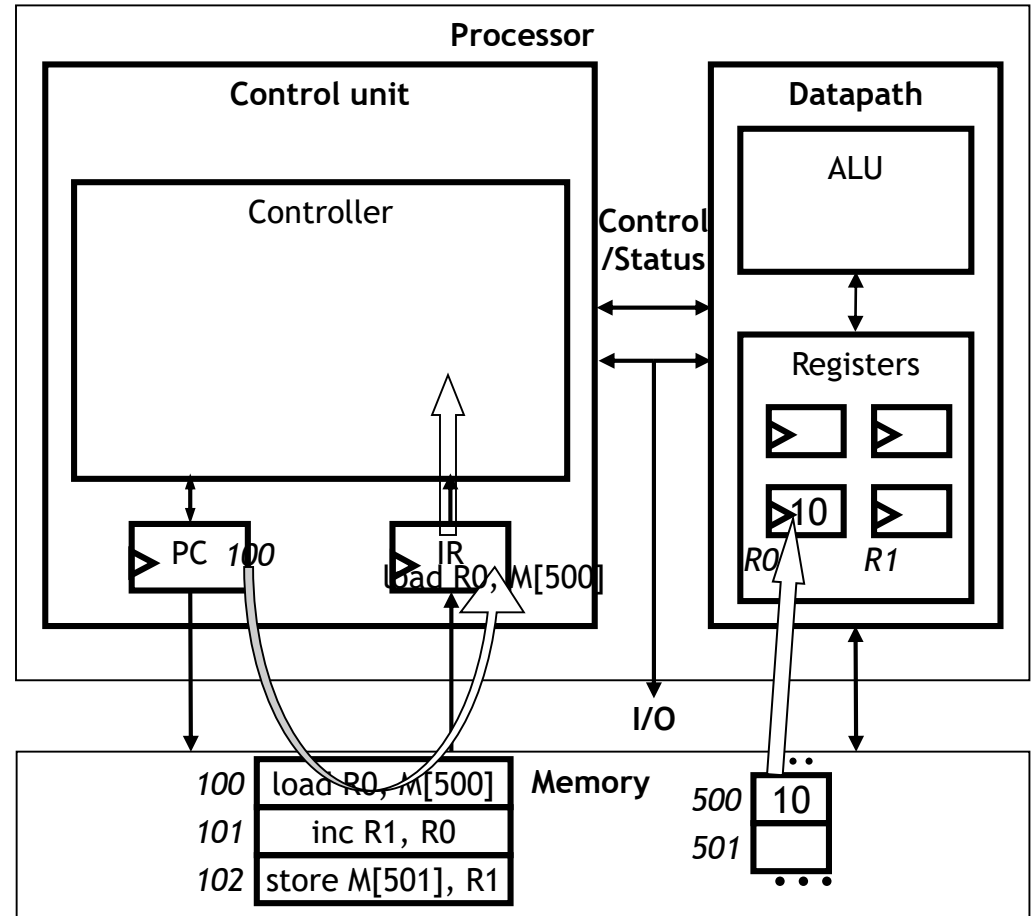 Processor
Control unit
Controller
PC
100
IR
load R0, M[500]
Control
/Status
Datapath
ALU
Registers
10
R0
R1
I/O
Memory
100 load R0, M[500]
101 inc R1, R0
102 store M[501], R1
500 10
501